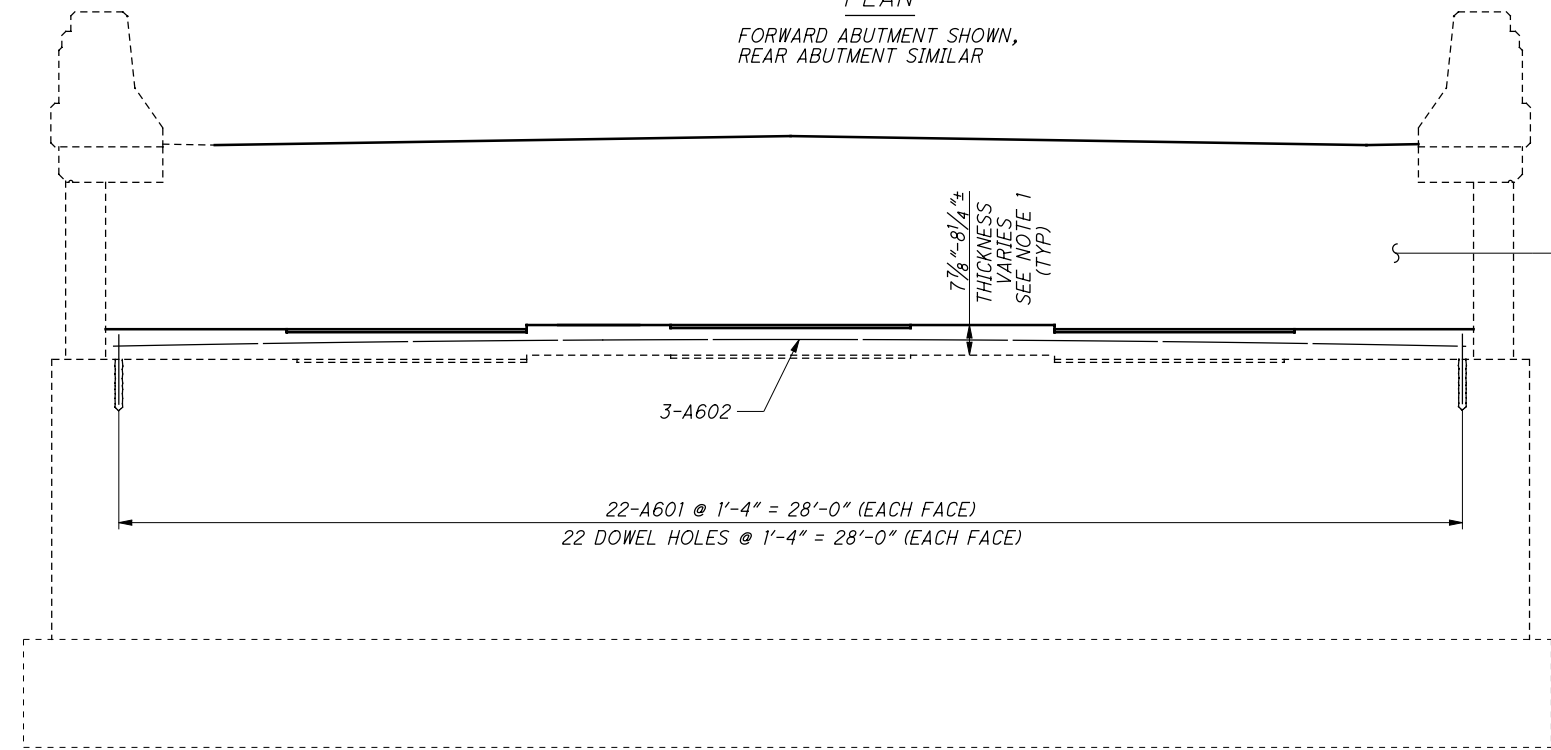 PLAN
FORWARD ABUTMENT SHOWN,
REAR ABUTMENT SIMILAR
7⅞"-8¼"±
THICKNESS
VARIES
SEE NOTE 1
(TYP)
3-A602
22-A601 @ 1'-4" = 28'-0" (EACH FACE)
22 DOWEL HOLES @ 1'-4" = 28'-0" (EACH FACE)